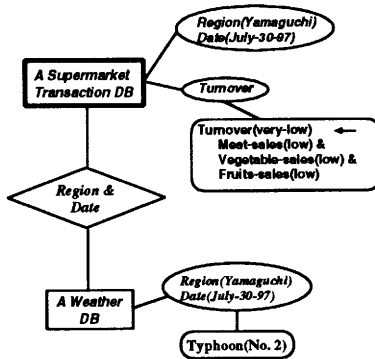 Region(Yamaguchi)
Date(July-30-97)
A Supermarket
Transaction DB
Turnover
Turnover(very-low) ←
Meat-sales(low) &
Vegetable-sales(low) &
Fruits-sales(low)
Region &
Date
Region(Yamaguchi)
Date(July-30-97)
A Weather
DB
Typhoon(No. 2)